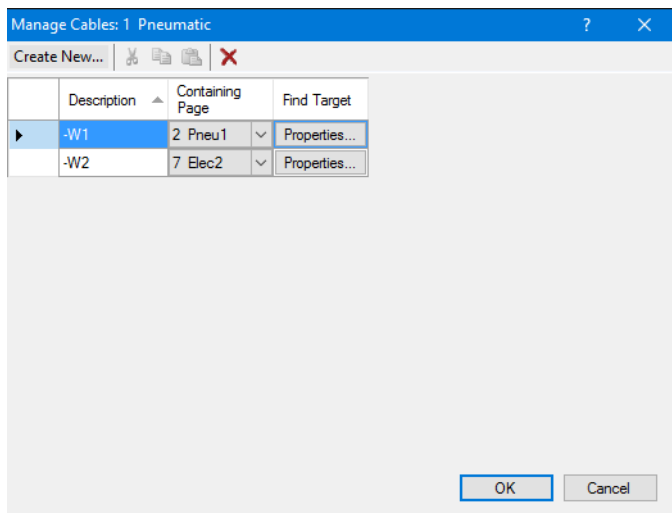 Manage Cables: 1  Pneumatic ?
Create New...
Description Containing Page Find Target
-W1 2  Pneu1 Properties...
-W2 7  Elec2 Properties...
OK Cancel